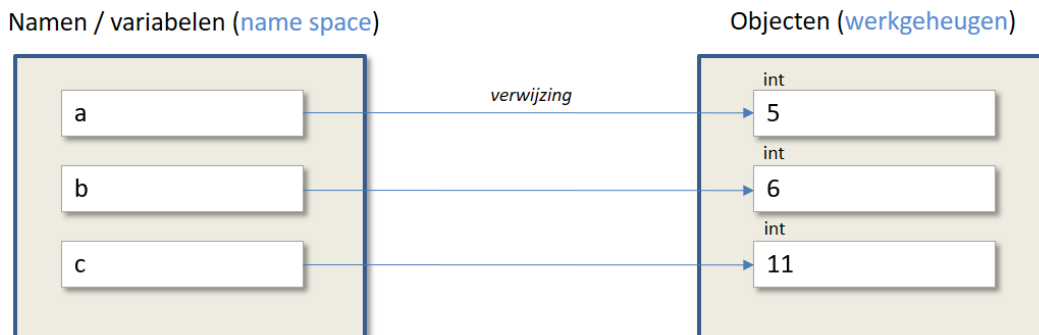 Namen / variabelen (name space)
Objecten (werkgeheugen)
verwijzing
int
a
5
int
b
6
int
c
11